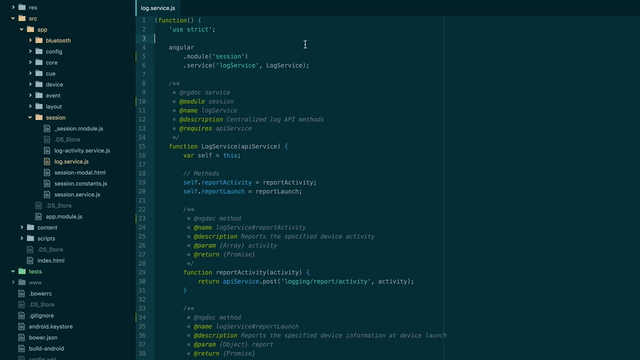 res
src
app
bluetooth
config
core
cue
device
event
layout
session
_session.module.js
.DS_Store
log-activity.service.js
log.service.js
session-modal.html
session.constants.js
session.service.js
.DS_Store
app.module.js
content
scripts
.DS_Store
index.html
tests
www
.bowerrc
.DS_Store
.gitignore
android.keystore
bower.json
build-android
config.xml
log.service.js
1 (function() {
2 'use strict';
3
4 angular
5 .module('session')
6 .service('logService', LogService);
7
8 /**
9 * @ngdoc service
10 * @module session
11 * @name logService
12 * @description Centralized log API methods
13 * @requires apiService
14 */
15 function LogService(apiService) {
16 var self = this;
17
18 // Methods
19 self.reportActivity = reportActivity;
20 self.reportLaunch = reportLaunch;
21
22 /**
23 * @ngdoc method
24 * @name logService#reportActivity
25 * @description Reports the specified device activity
26 * @param {Array} activity
27 * @return {Promise}
28 */
29 function reportActivity(activity) {
30 return apiService.post('logging/report/activity', activity);
31 }
32
33 /**
34 * @ngdoc method
35 * @name logService#reportLaunch
36 * @description Reports the specified device information at device launch
37 * @param {Object} report
38 * @return {Promise}